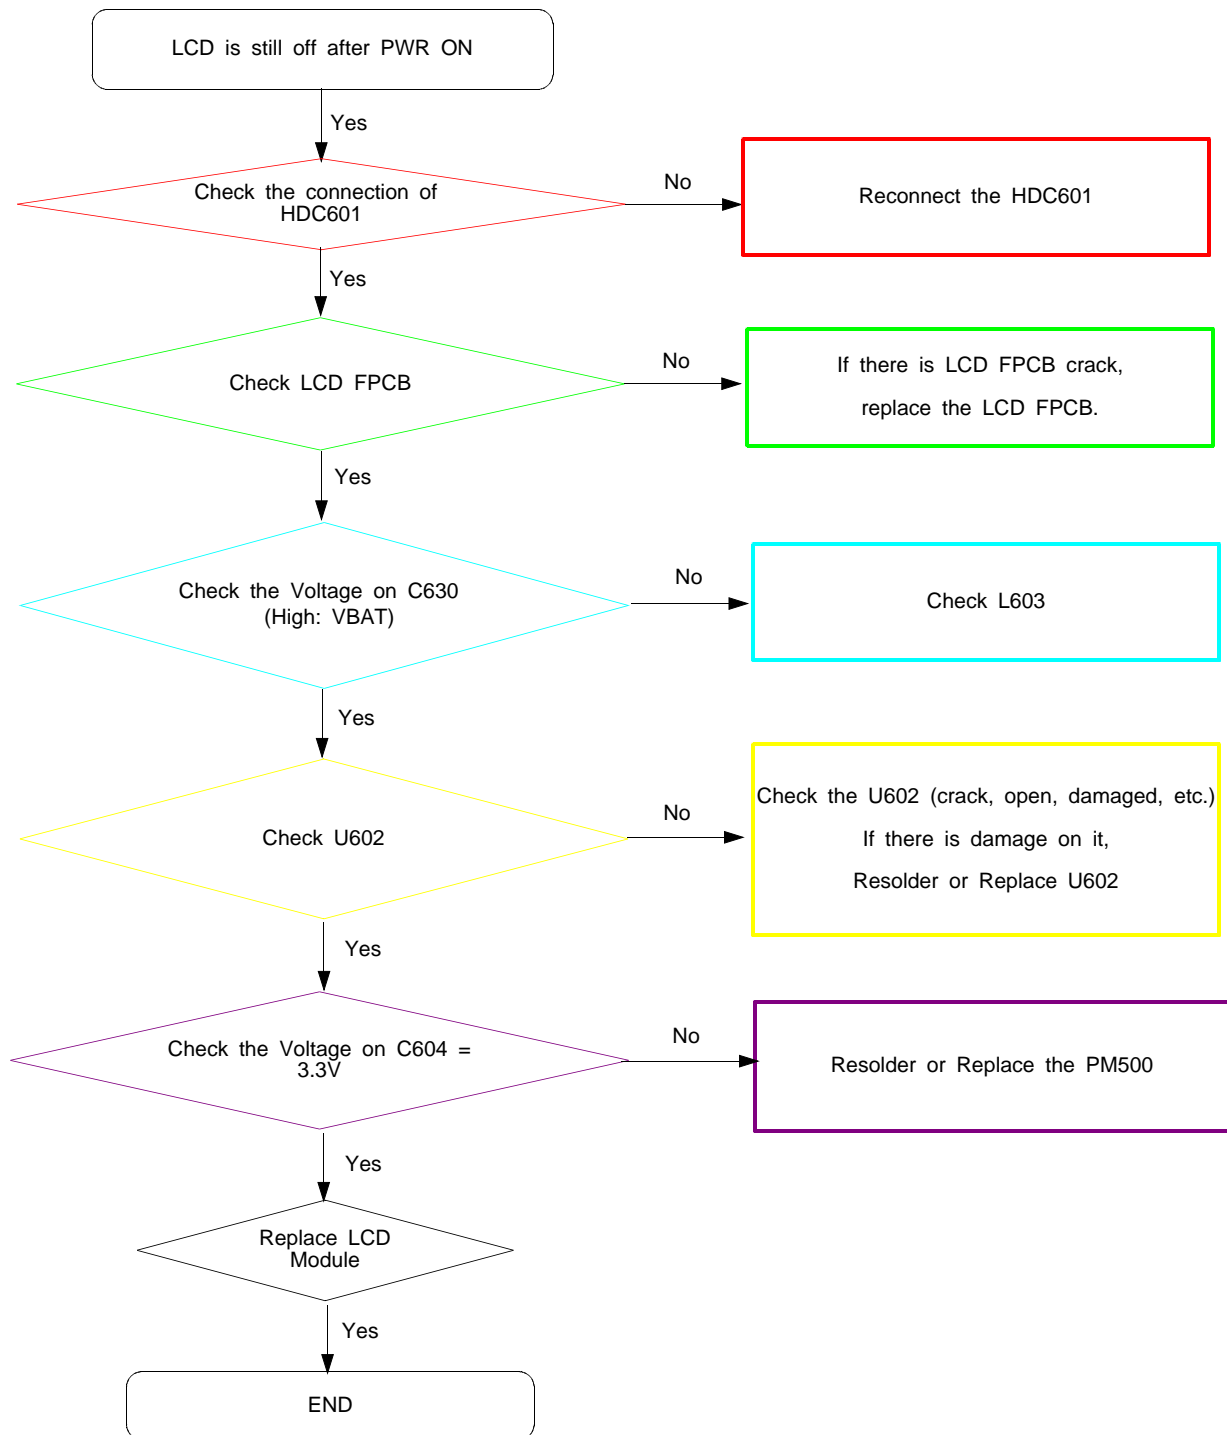 LCD is still off after PWR ON
Yes
Check the connection of
HDC601
No
Reconnect the HDC601
Yes
Check LCD FPCB
No
If there is LCD FPCB crack,
replace the LCD FPCB.
Yes
Check the Voltage on C630
(High: VBAT)
No
Check L603
Yes
Check U602
No
Check the U602 (crack, open, damaged, etc.)
If there is damage on it,
Resolder or Replace U602
Yes
Check the Voltage on C604 =
3.3V
No
Resolder or Replace the PM500
Yes
Replace LCD
Module
Yes
END